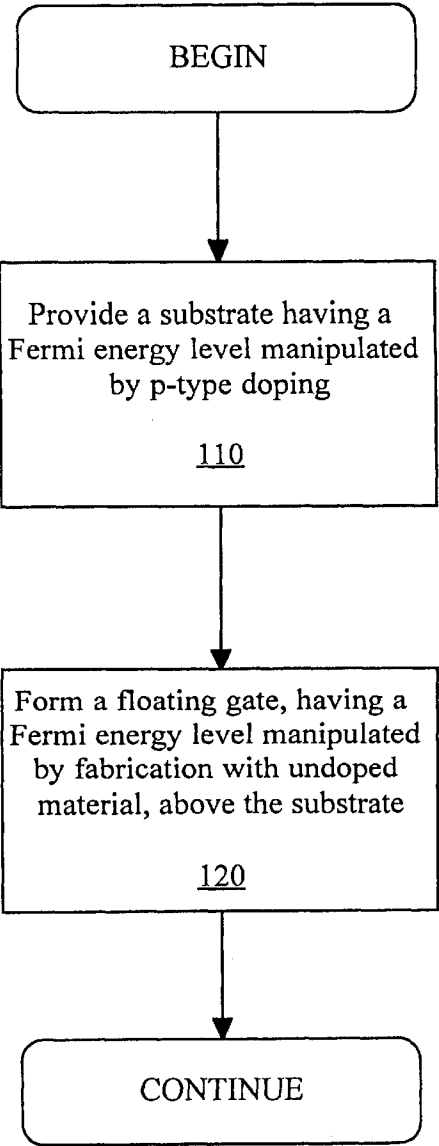 BEGIN
Provide a substrate having a
Fermi energy level manipulated
by p-type doping
110
Form a floating gate, having a
Fermi energy level manipulated
by fabrication with undoped
material, above the substrate
120
CONTINUE